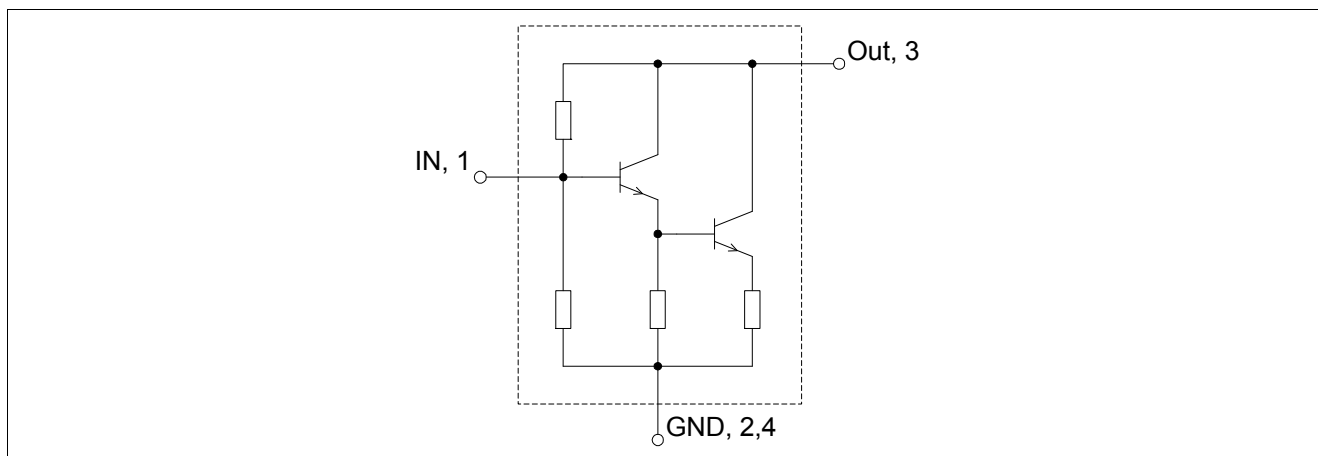 Out, 3
IN, 1
GND, 2,4